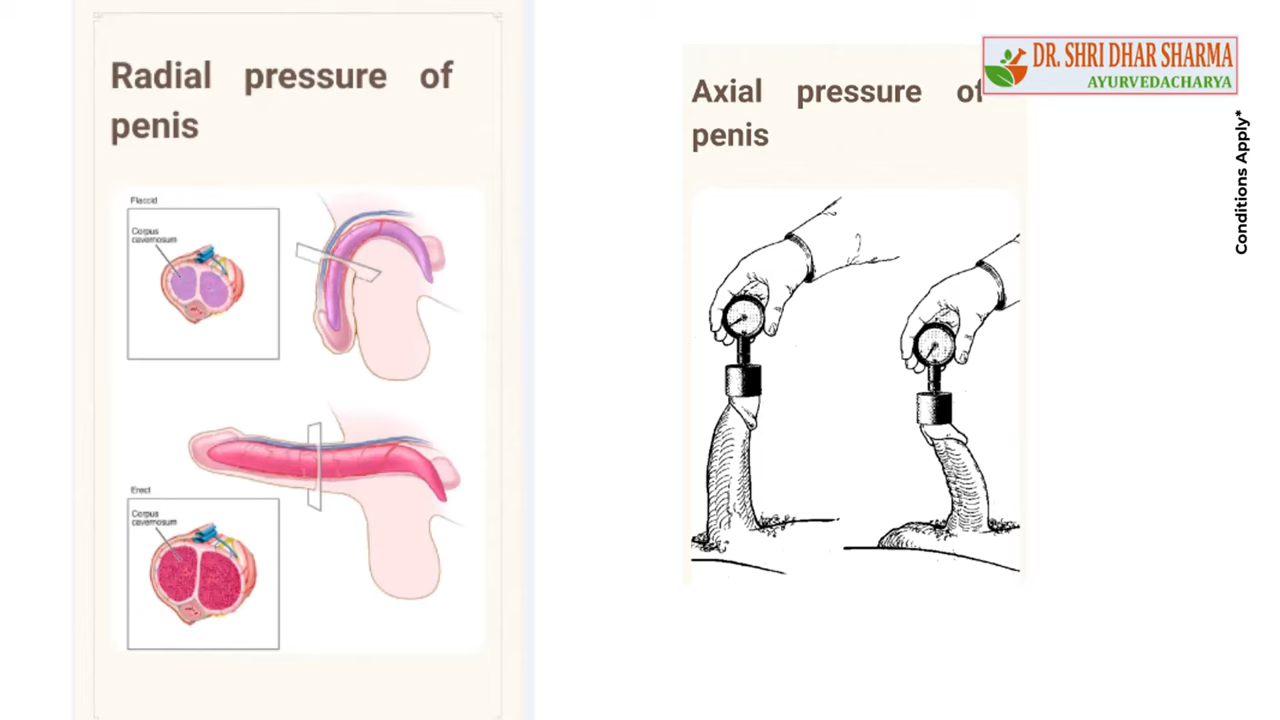 Radial pressure of
penis
Flaccid
Corpus
cavernosum
Erect
Corpus
cavernosum
Axial pressure of
penis
DR. SHRI DHAR SHARMA
AYURVEDACHARYA
Conditions Apply*